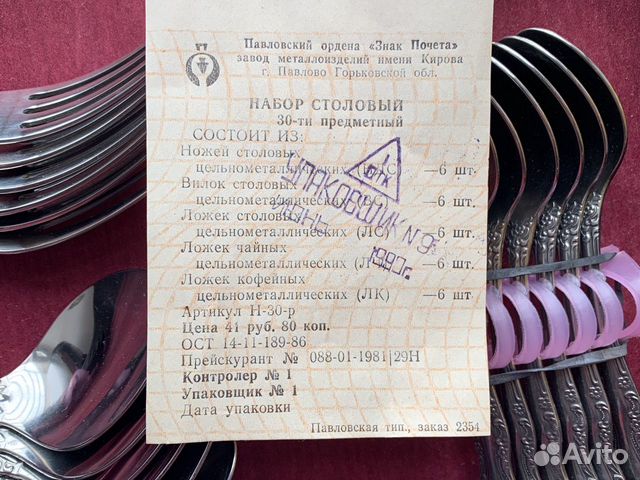 Павловский ордена «Знак Почета»
завод металлоизделий имени Кирова
г. Павлово Горьковской обл.
НАБОР СТОЛОВЫЙ
30-ти предметный
СОСТОИТ ИЗ:
Ножей столовых
цельнометаллических —6 шт.
Вилок столовых
цельнометаллических —6 шт.
Ложек столовых
цельнометаллических (ЛС) —6 шт.
Ложек чайных
цельнометаллических —6 шт.
Ложек кофейных
цельнометаллических (ЛК) —6 шт.
Артикул Н-30-р
Цена 41 руб. 80 коп.
ОСТ 14-11-189-86
Прейскурант № 088-01-1981|29Н
Контролер № 1
Упаковщик № 1
Дата упаковки
Павловская тип., заказ 2354
1
ОТК
УПАКОВЩИК N 9
ИЮНЬ
1990г.
Avito